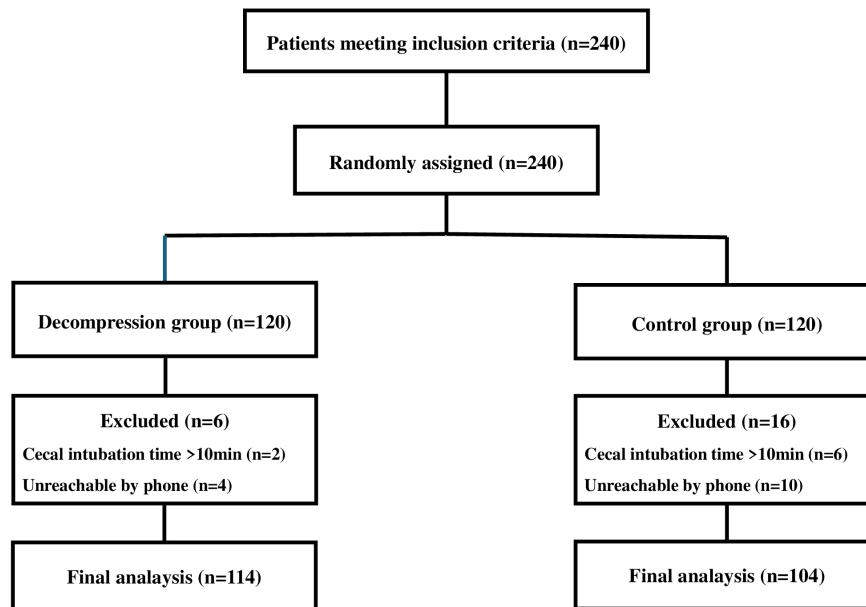 Patients meeting inclusion criteria (n=240)
Randomly assigned (n=240)
Decompression group (n=120)
Control group (n=120)
Excluded (n=6)
Cecal intubation time >10min (n=2)
Unreachable by phone (n=4)
Excluded (n=16)
Cecal intubation time >10min (n=6)
Unreachable by phone (n=10)
Final analaysis (n=114)
Final analaysis (n=104)